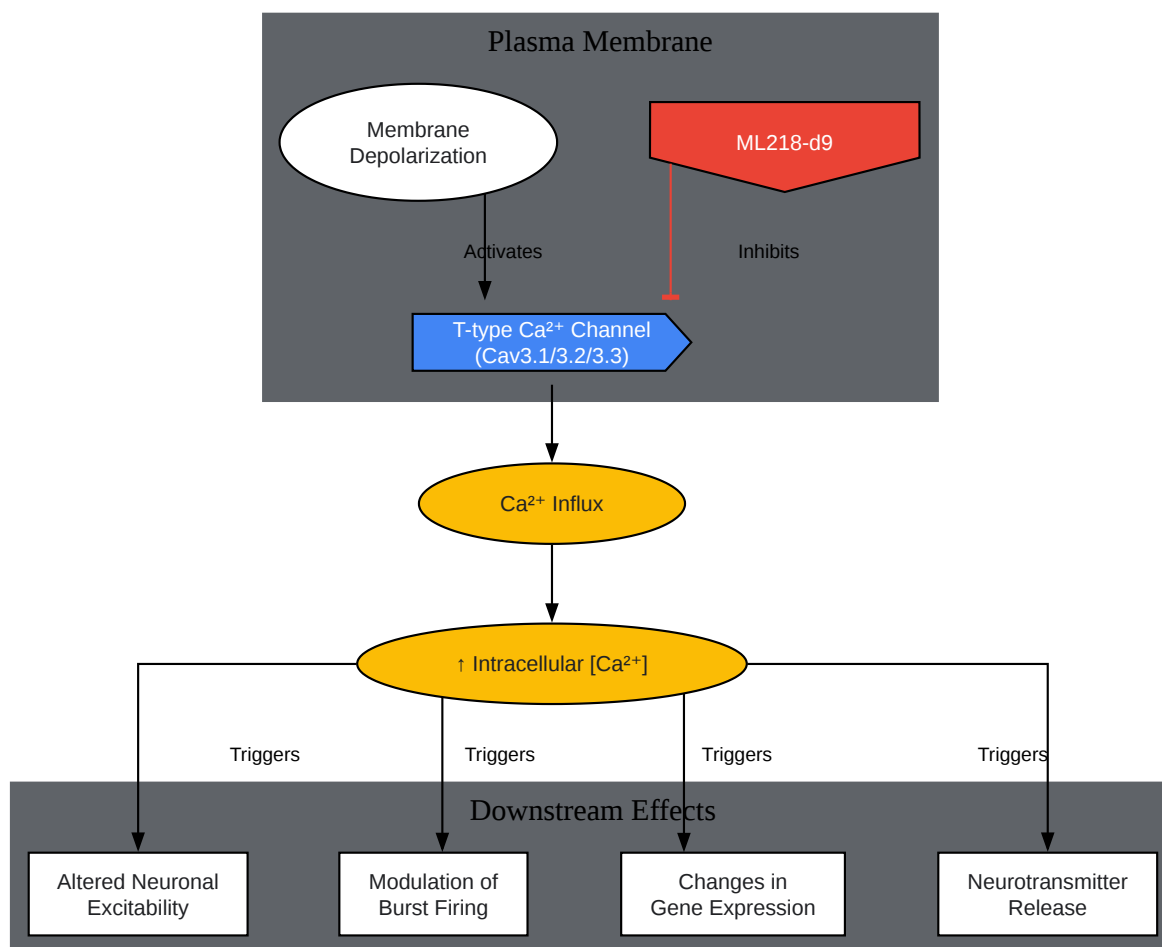 Plasma Membrane
Membrane
Depolarization
ML218-d9
Activates
Inhibits
T-type Ca²⁺ Channel
(Cav3.1/3.2/3.3)
Ca²⁺ Influx
↑ Intracellular [Ca²⁺]
Triggers
Triggers
Triggers
Triggers
Downstream Effects
Altered Neuronal
Excitability
Modulation of
Burst Firing
Changes in
Gene Expression
Neurotransmitter
Release